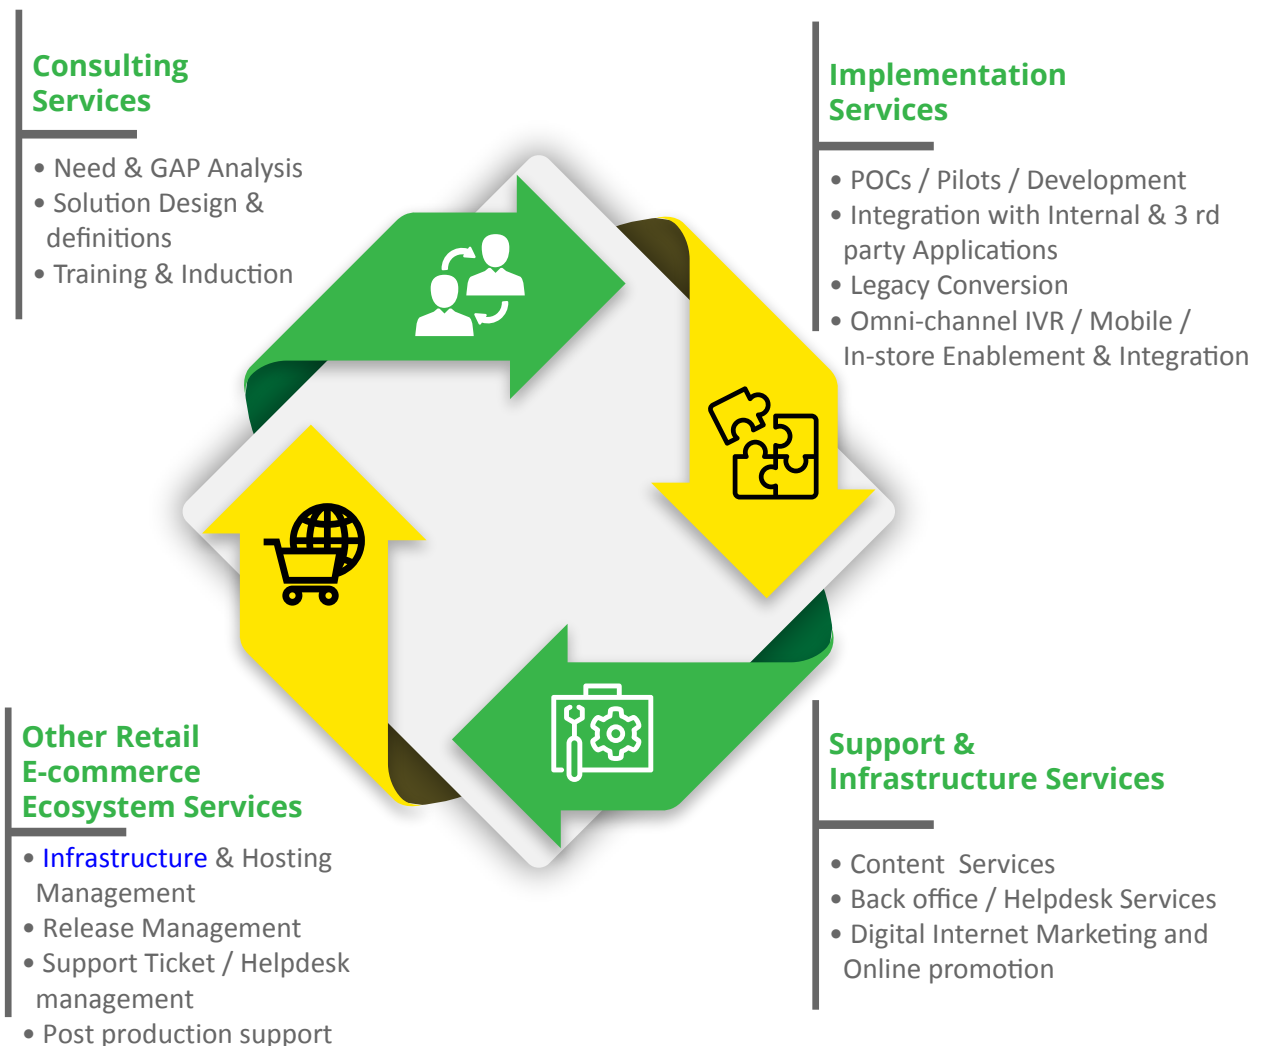 Consulting
Services
• Need & GAP Analysis
• Solution Design &
definitions
• Training & Induction
Implementation
Services
• POCs / Pilots / Development
• Integration with Internal & 3 rd
party Applications
• Legacy Conversion
• Omni-channel IVR / Mobile /
In-store Enablement & Integration
Other Retail
E-commerce
Ecosystem Services
• Infrastructure & Hosting
Management
• Release Management
• Support Ticket / Helpdesk
management
• Post production support
Support &
Infrastructure Services
• Content  Services
• Back office / Helpdesk Services
• Digital Internet Marketing and
Online promotion